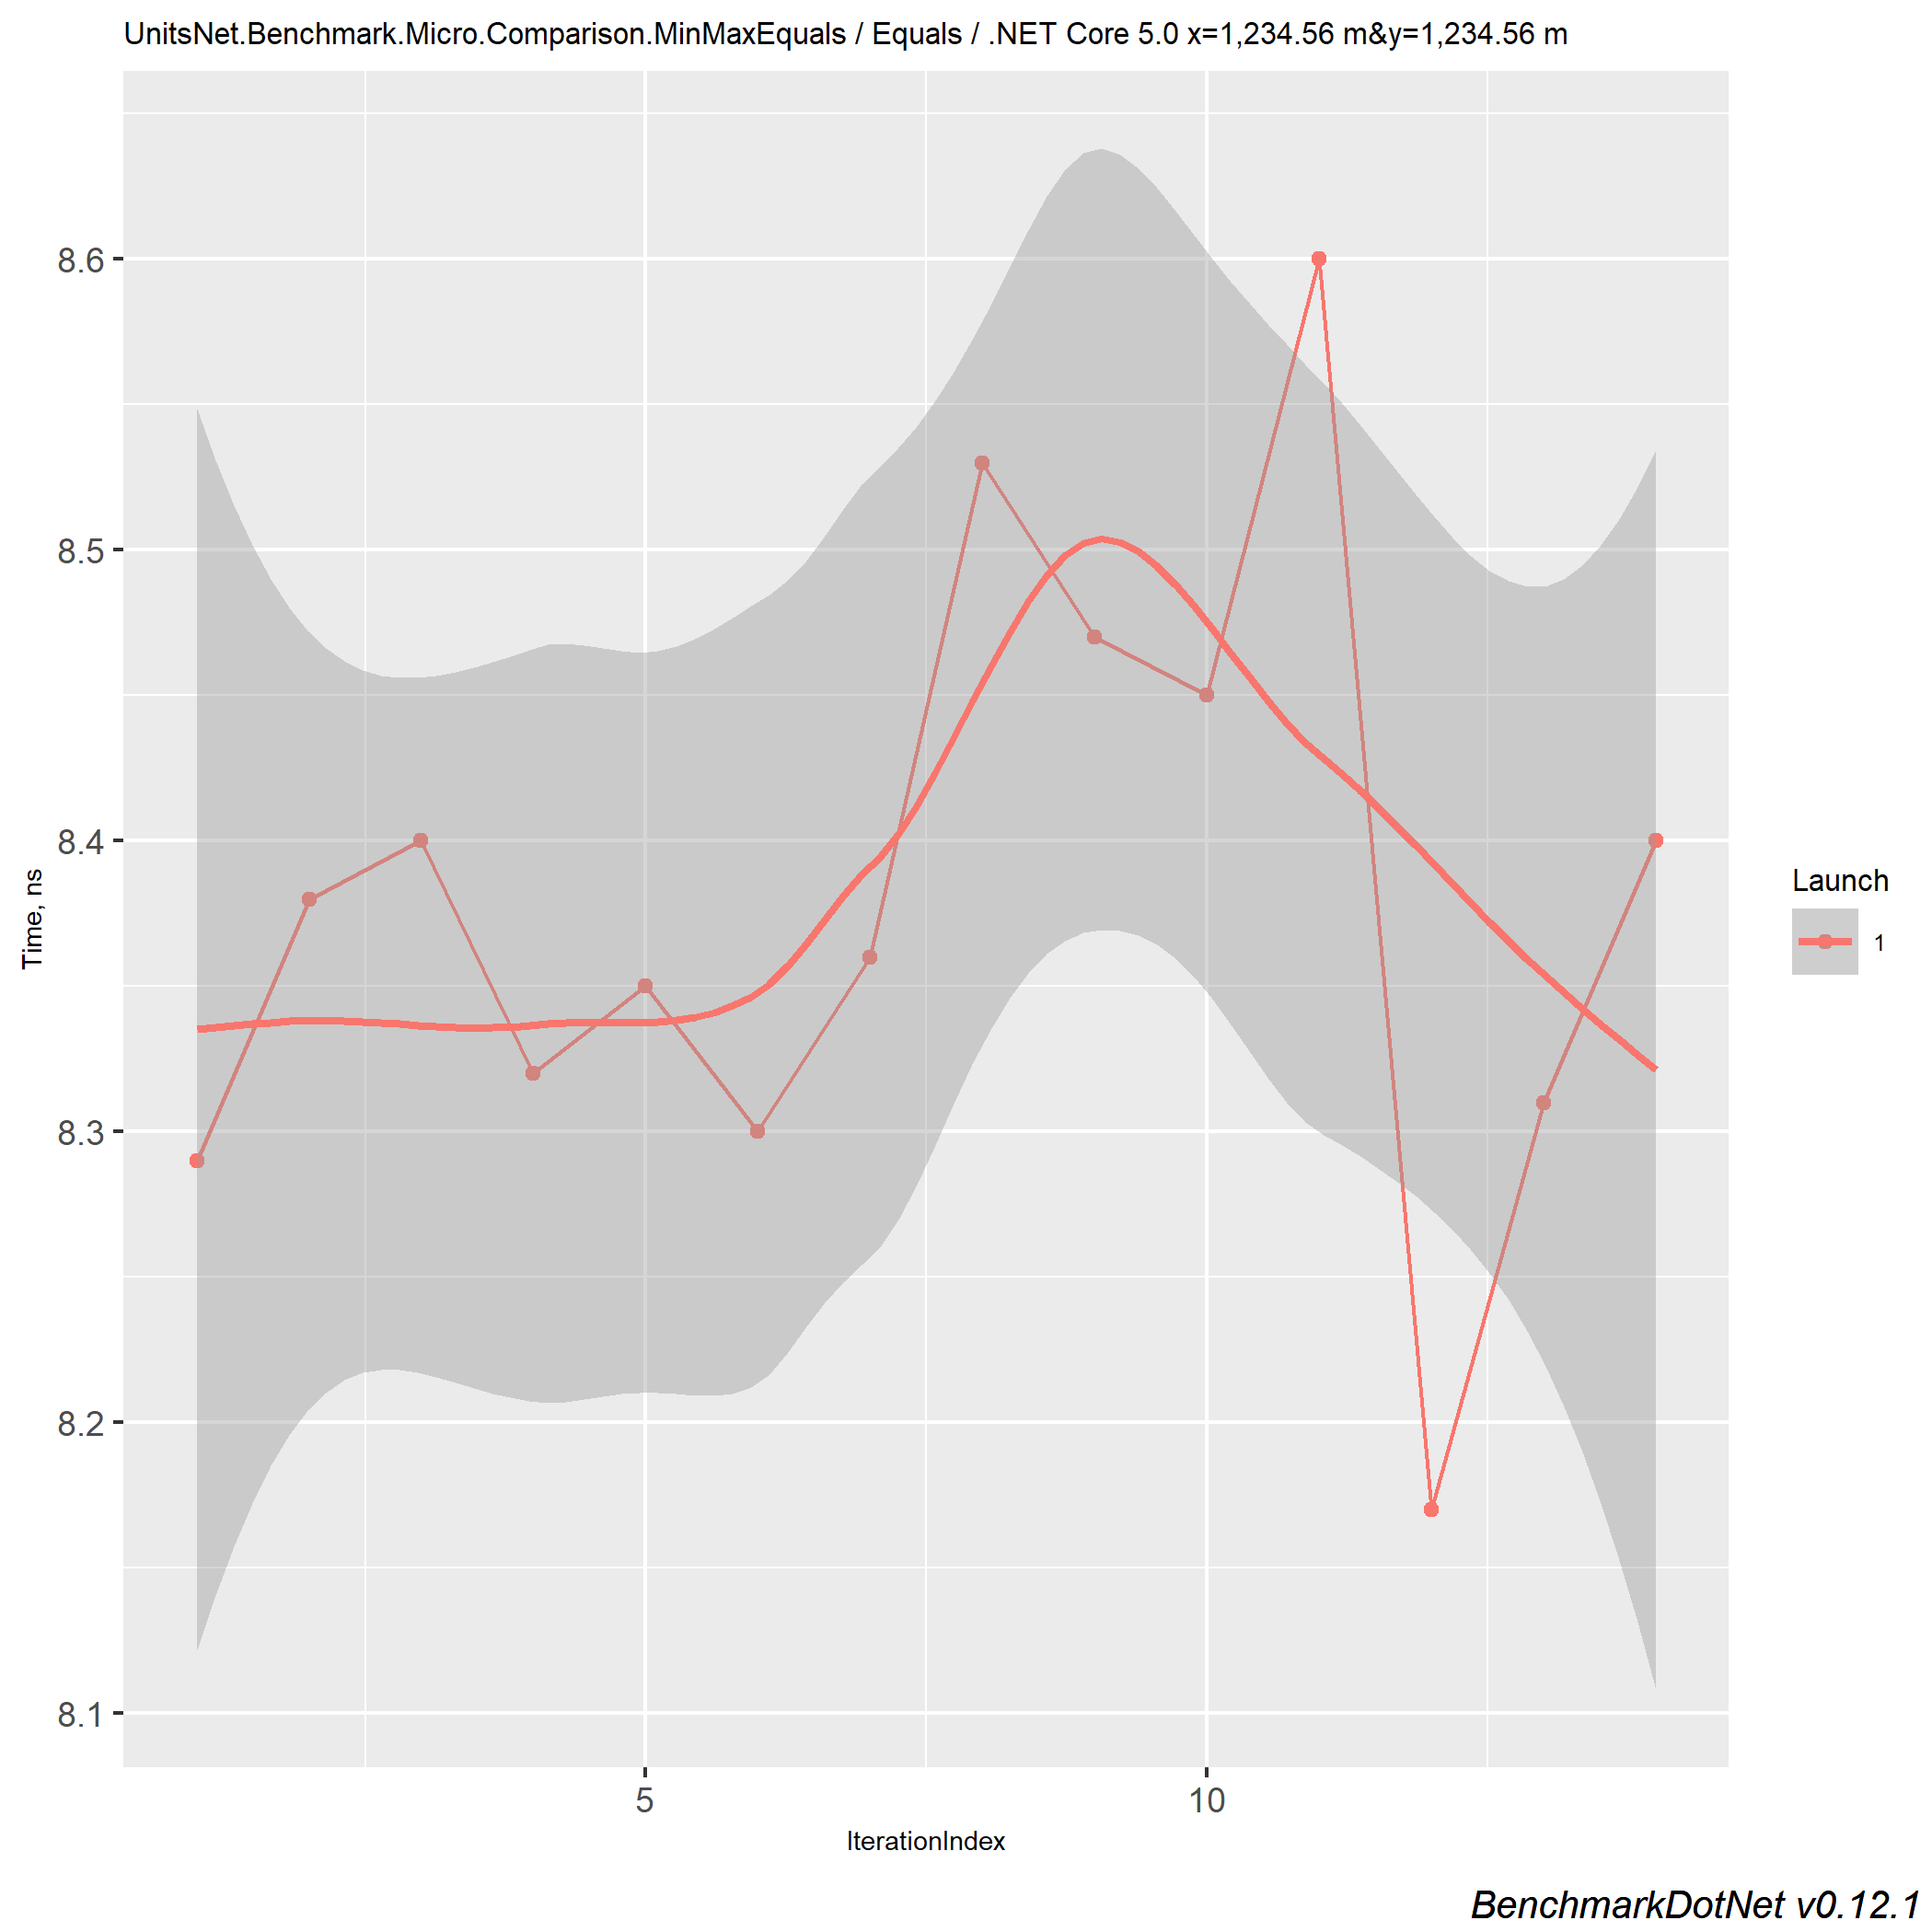 UnitsNet.Benchmark.Micro.Comparison.MinMaxEquals / Equals / .NET Core 5.0 x=1,234.56 m&y=1,234.56 m
8.6
8.5
8.4
8.3
8.2
8.1
Time, ns
5
10
IterationIndex
Launch
1
BenchmarkDotNet v0.12.1